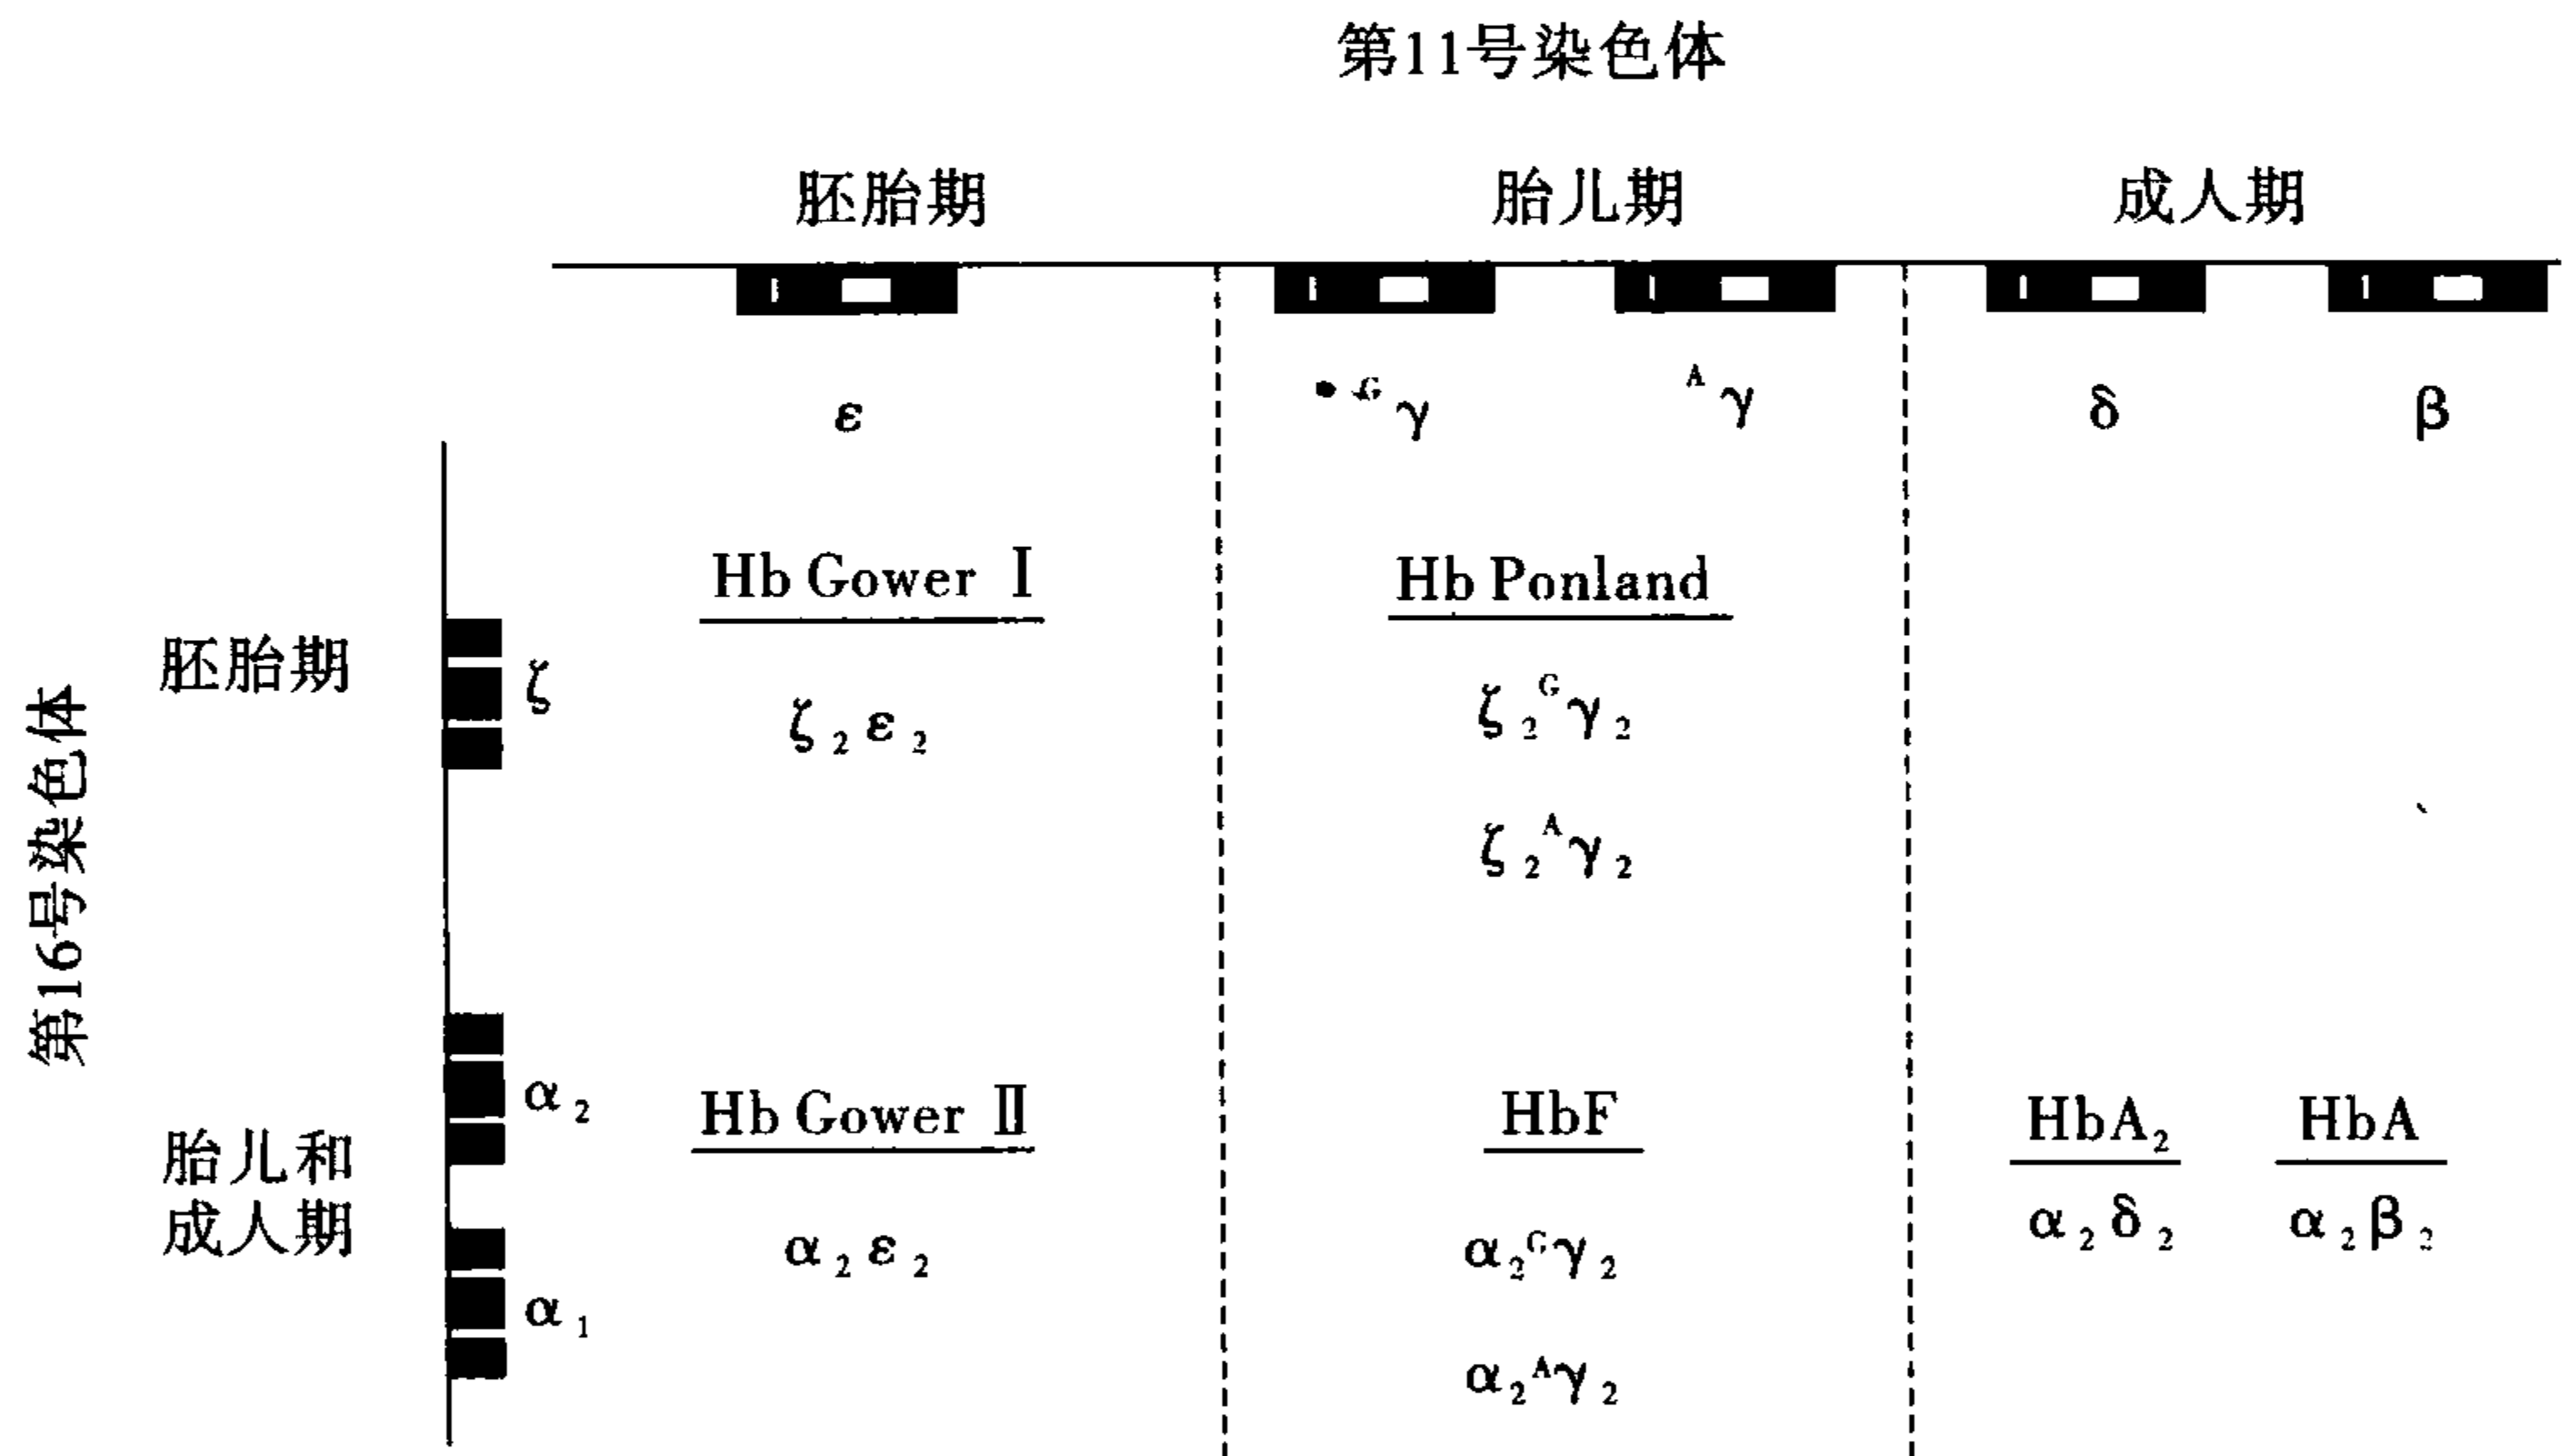 第11号染色体
胚胎期 胎儿期 成人期
ε ᴳγ ᴬγ δ β
第16号染色体
Hb Gower Ⅰ Hb Ponland
胚胎期 ζ
ζ₂ε₂ ζ₂ᴳγ₂
ζ₂ᴬγ₂
α₂
Hb Gower Ⅱ HbF HbA₂ HbA
胎儿和
成人期
α₂ε₂ α₂ᴳγ₂ α₂δ₂ α₂β₂
α₁
α₂ᴬγ₂